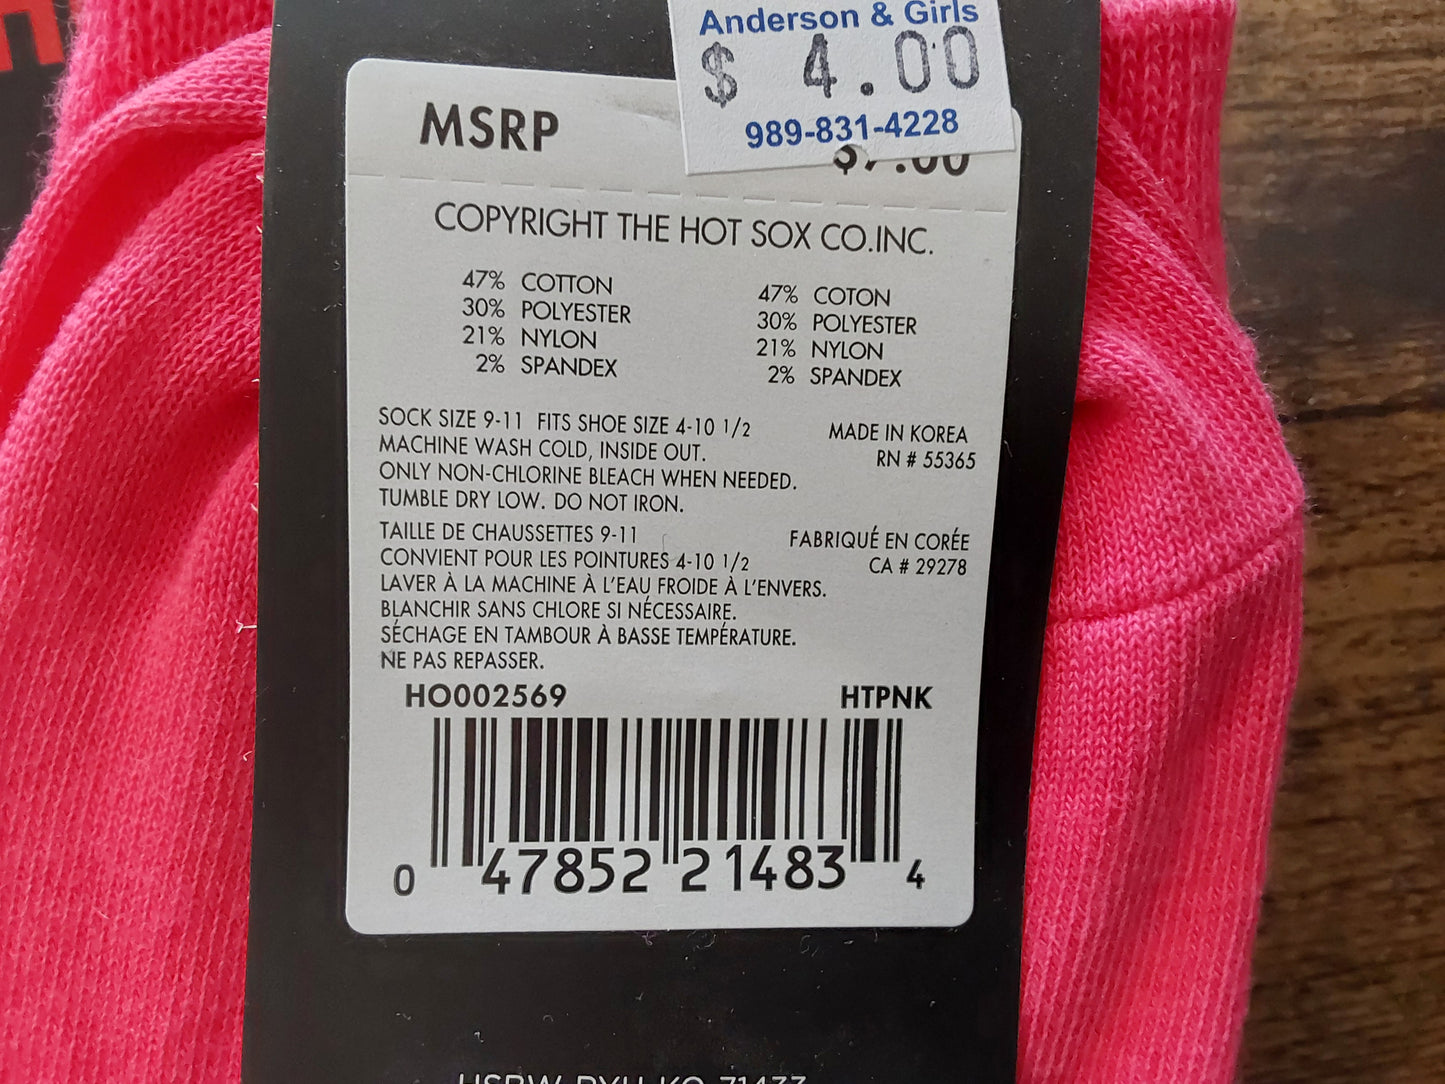 Anderson & Girls
$ 4.00
989-831-4228
MSRP
COPYRIGHT THE HOT SOX CO.INC.
47% COTTON
30% POLYESTER
21% NYLON
2% SPANDEX
47% COTON
30% POLYESTER
21% NYLON
2% SPANDEX
SOCK SIZE 9-11 FITS SHOE SIZE 4-10 1/2
MACHINE WASH COLD, INSIDE OUT.
ONLY NON-CHLORINE BLEACH WHEN NEEDED.
TUMBLE DRY LOW. DO NOT IRON.
MADE IN KOREA
RN # 55365
TAILLE DE CHAUSSETTES 9-11
CONVIENT POUR LES POINTURES 4-10 1/2
LAVER À LA MACHINE À L'EAU FROIDE À L'ENVERS.
BLANCHIR SANS CHLORE SI NÉCESSAIRE.
SÉCHAGE EN TAMBOUR À BASSE TEMPÉRATURE.
NE PAS REPASSER.
FABRIQUÉ EN CORÉE
CA # 29278
HO002569 HTPNK
0 47852 21483 4